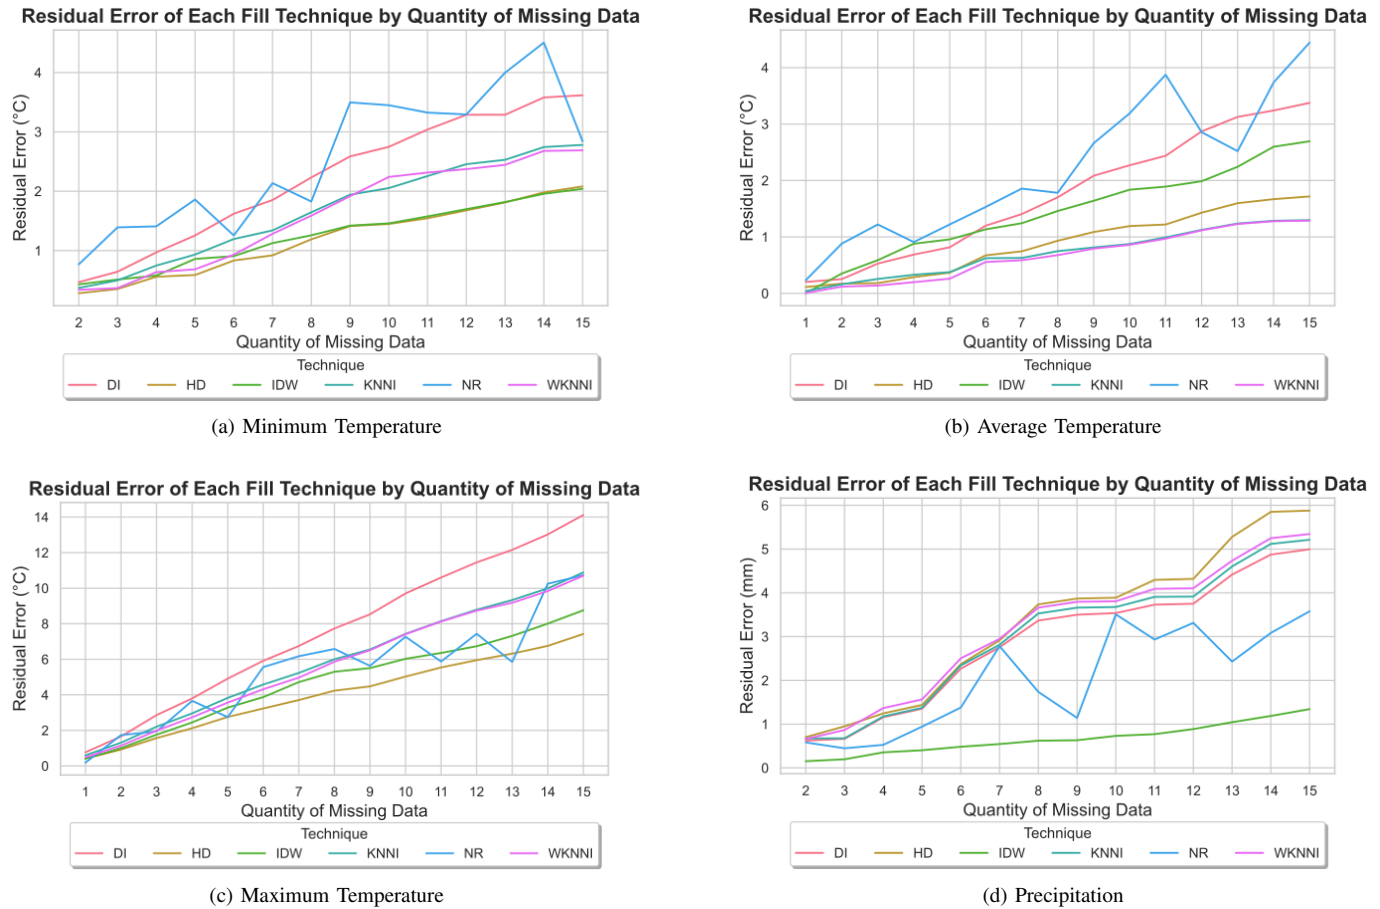 Residual Error of Each Fill Technique by Quantity of Missing Data
Residual Error (°C)
4
3
2
1
2 3 4 5 6 7 8 9 10 11 12 13 14 15
Quantity of Missing Data
Technique
DI HD IDW KNNI NR WKNNI
(a) Minimum Temperature
Residual Error of Each Fill Technique by Quantity of Missing Data
Residual Error (°C)
4
3
2
1
0
1 2 3 4 5 6 7 8 9 10 11 12 13 14 15
Quantity of Missing Data
Technique
DI HD IDW KNNI NR WKNNI
(b) Average Temperature
Residual Error of Each Fill Technique by Quantity of Missing Data
Residual Error (°C)
14
12
10
8
6
4
2
0
1 2 3 4 5 6 7 8 9 10 11 12 13 14 15
Quantity of Missing Data
Technique
DI HD IDW KNNI NR WKNNI
(c) Maximum Temperature
Residual Error of Each Fill Technique by Quantity of Missing Data
Residual Error (mm)
6
5
4
3
2
1
0
2 3 4 5 6 7 8 9 10 11 12 13 14 15
Quantity of Missing Data
Technique
DI HD IDW KNNI NR WKNNI
(d) Precipitation